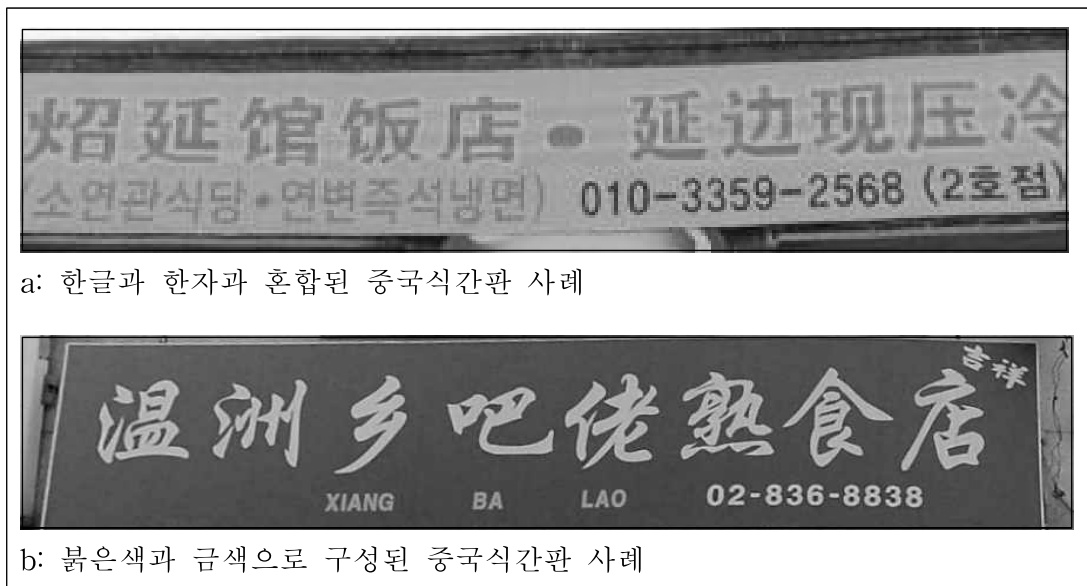 炤延馆饭店·延边现压冷
(소연관식당·연변즉석냉면) 010-3359-2568 (2호점)
a: 한글과 한자과 혼합된 중국식간판 사례
吉祥
温洲乡吧佬熟食店
XIANG BA LAO 02-836-8838
b: 붉은색과 금색으로 구성된 중국식간판 사례